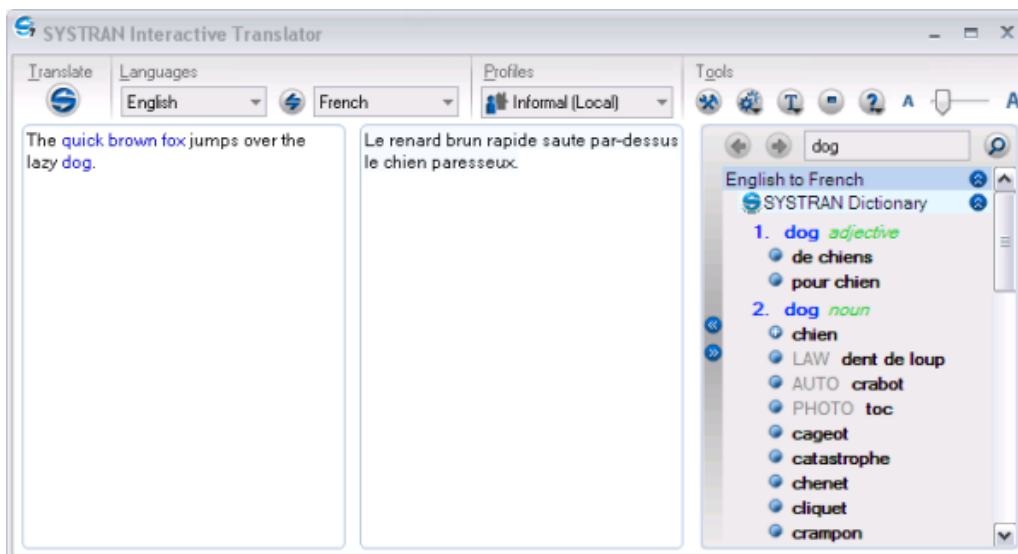 SYSTRAN Interactive Translator
Translate
Languages
Profiles
Tools
English
French
Informal (Local)
A
A
The quick brown fox jumps over the
lazy dog.
Le renard brun rapide saute par-dessus
le chien paresseux.
dog
English to French
SYSTRAN Dictionary
1. dog adjective
de chiens
pour chien
2. dog noun
chien
LAW dent de loup
AUTO crabot
PHOTO toc
cageot
catastrophe
chenet
cliquet
crampon